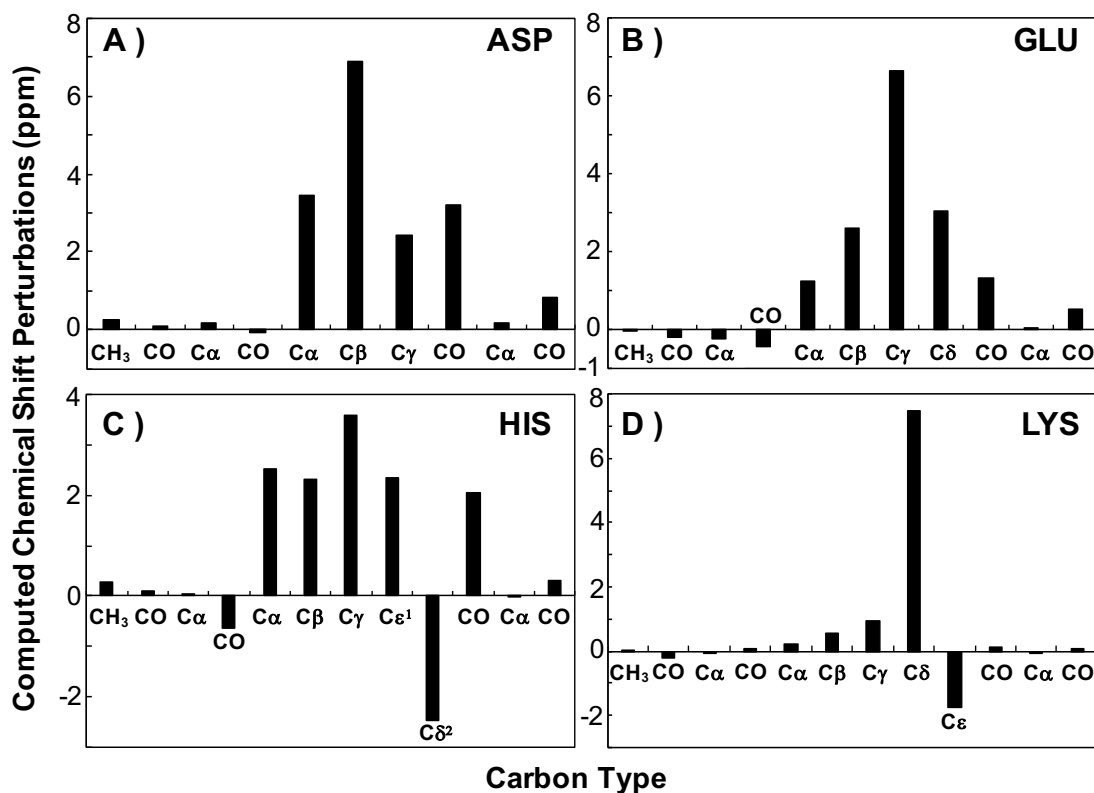 Computed Chemical Shift Perturbations (ppm)
A ) ASP
8
6
4
2
0
CH₃ CO Cα CO Cα Cβ Cγ CO Cα CO
B ) GLU
8
6
4
2
0
-1
CO
CH₃ CO Cα Cα Cβ Cγ Cδ CO Cα CO
C ) HIS
4
2
0
-2
CH₃ CO Cα Cα Cβ Cγ Cε¹ CO Cα CO
CO
Cδ²
D ) LYS
8
6
4
2
0
-2
CH₃ CO Cα CO Cα Cβ Cγ Cδ CO Cα CO
Cε
Carbon Type